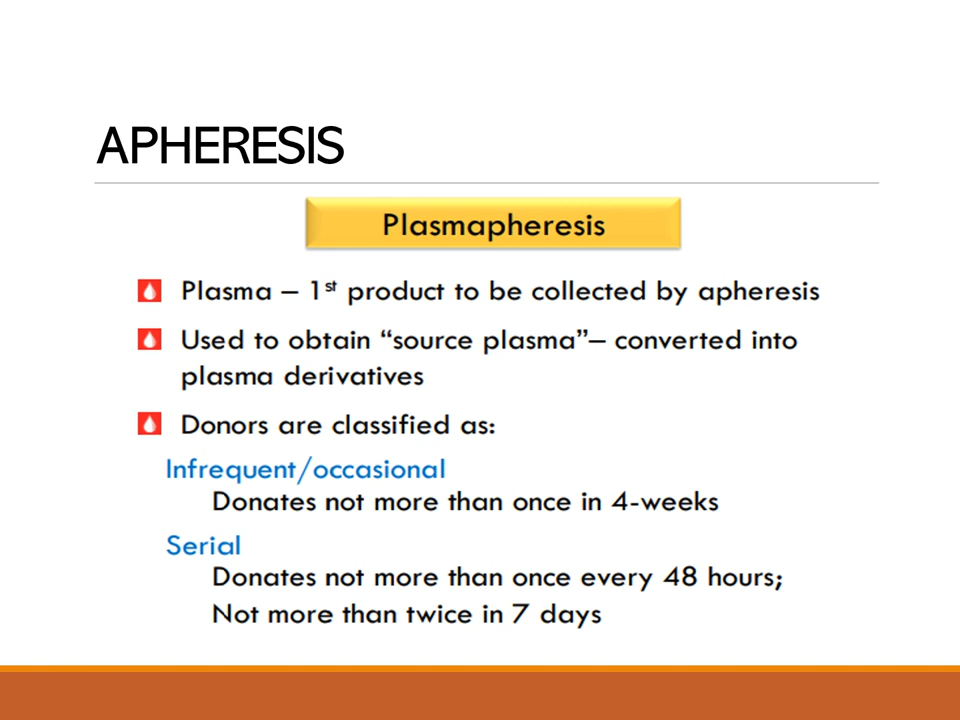 APHERESIS
Plasmapheresis
Plasma – 1st product to be collected by apheresis
Used to obtain “source plasma”– converted into
plasma derivatives
Donors are classified as:
Infrequent/occasional
Donates not more than once in 4-weeks
Serial
Donates not more than once every 48 hours;
Not more than twice in 7 days